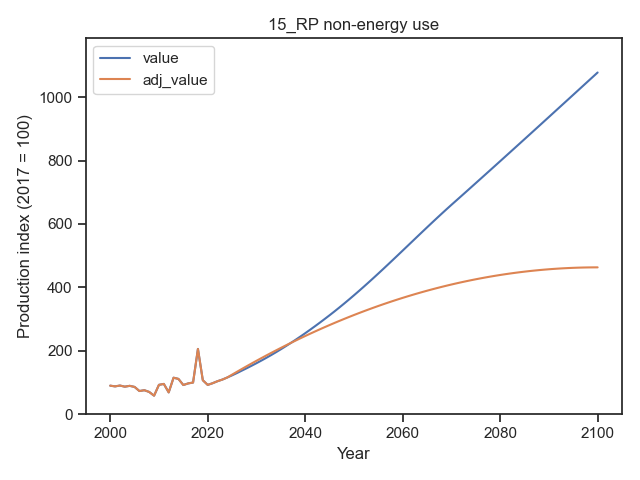 15_RP non-energy use
value
adj_value
Production index (2017 = 100)
1000
800
600
400
200
0
2000 2020 2040 2060 2080 2100
Year